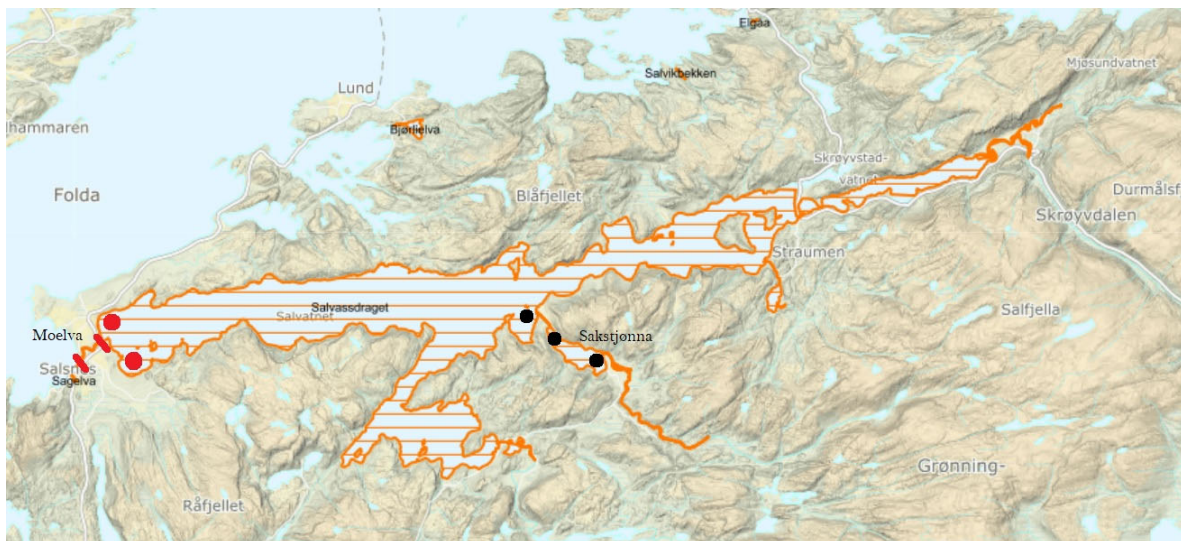 Elgaa
Mjøsundvatnet
Salvikbekken
Lund
hammaren
Bjørlielva
Skrøyvstad-
vatnet
Folda
Blåfjellet
Durmålsf
Skrøyvdalen
Straumen
Salvassdraget
Salvatnet
Salfjella
Moelva
Sakstjønna
Salsnes
Sagelva
Grønning-
Råfjellet